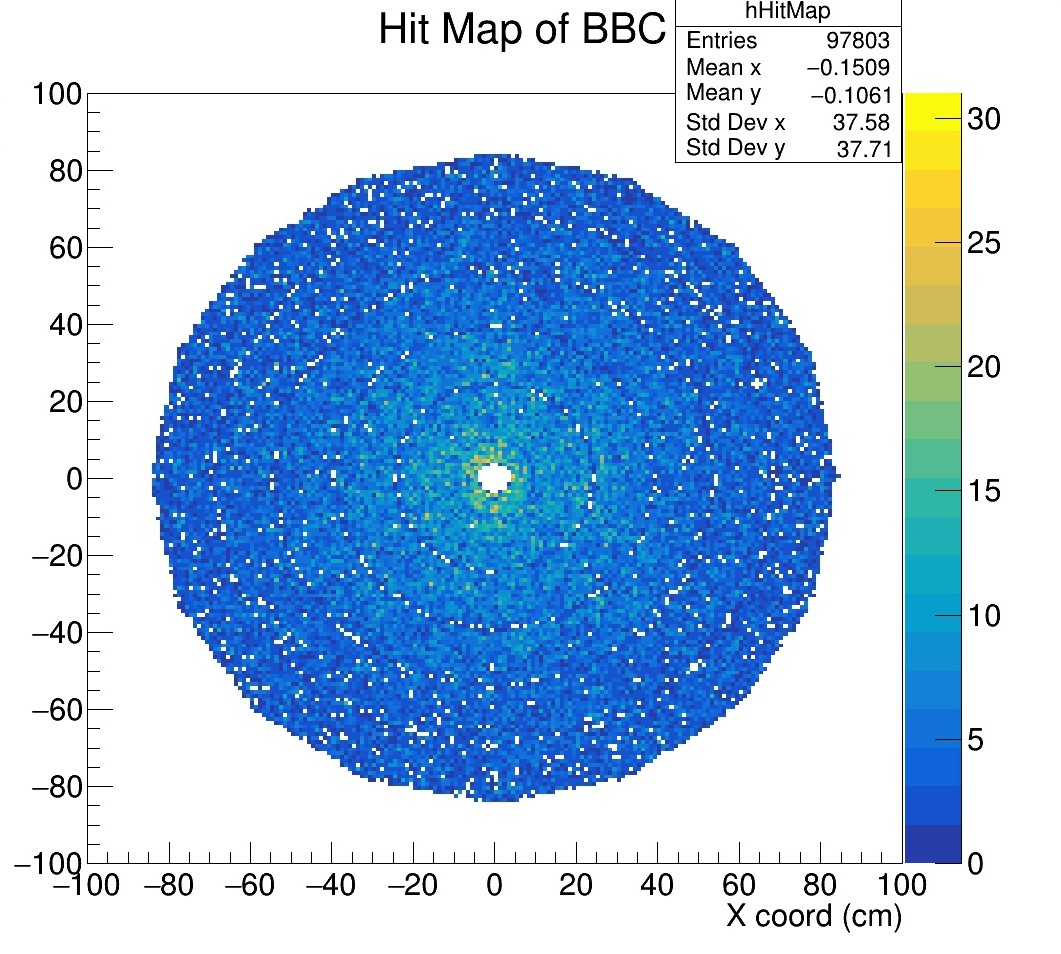 Hit Map of BBC
hHitMap
Entries 97803
Mean x −0.1509
Mean y −0.1061
Std Dev x 37.58
Std Dev y 37.71
100
80
60
40
20
0
−20
−40
−60
−80
−100
−100 −80 −60 −40 −20 0 20 40 60 80 100
X coord (cm)
30
25
20
15
10
5
0